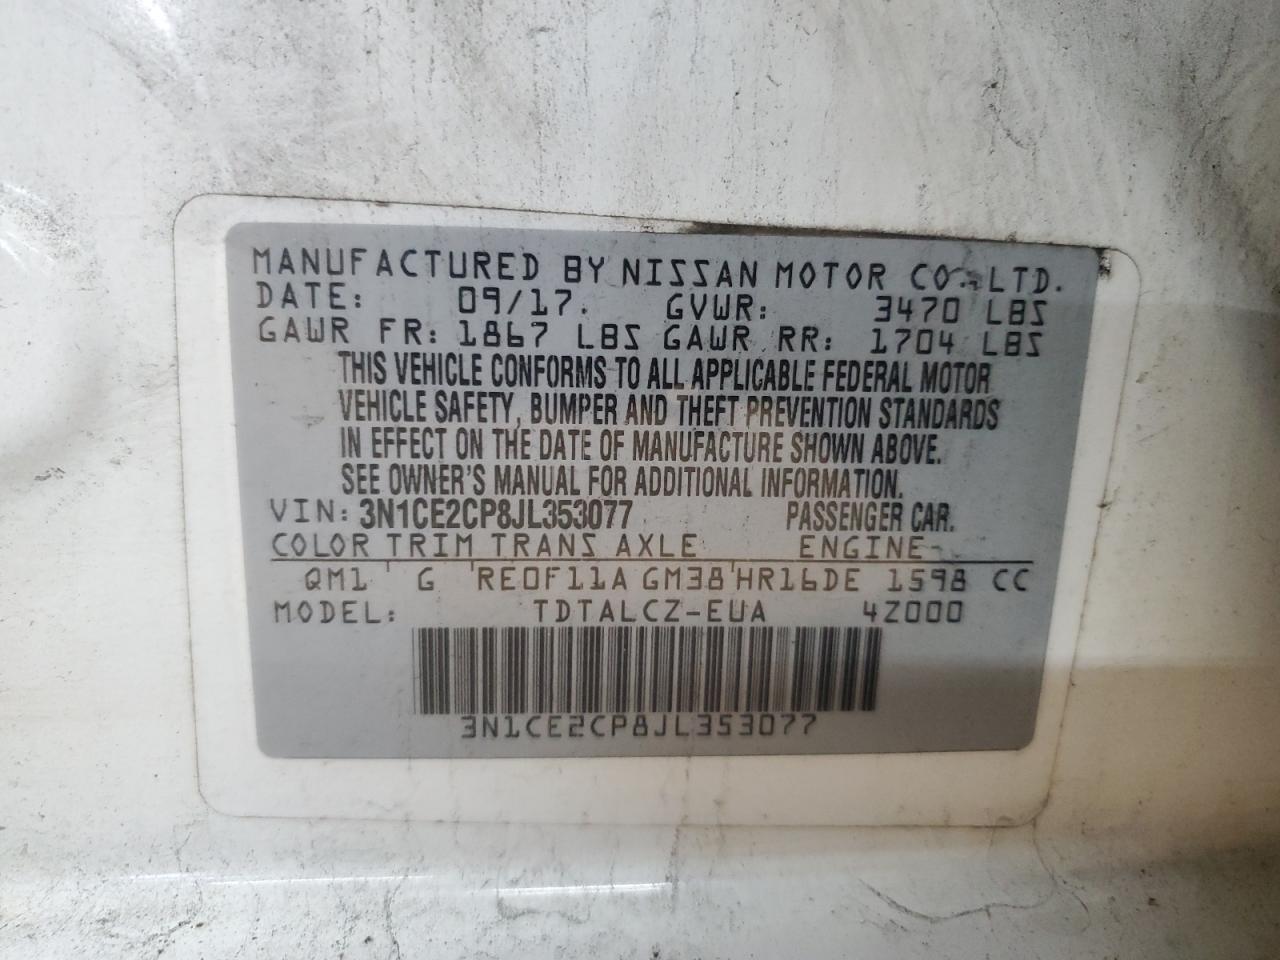 MANUFACTURED BY NISSAN MOTOR CO., LTD.
DATE: 09/17. GVWR: 3470 LBS
GAWR FR: 1867 LBS GAWR RR: 1704 LBS
THIS VEHICLE CONFORMS TO ALL APPLICABLE FEDERAL MOTOR
VEHICLE SAFETY, BUMPER AND THEFT PREVENTION STANDARDS
IN EFFECT ON THE DATE OF MANUFACTURE SHOWN ABOVE.
SEE OWNER'S MANUAL FOR ADDITIONAL INFORMATION.
VIN: 3N1CE2CP8JL353077 PASSENGER CAR.
COLOR TRIM TRANS AXLE ENGINE
QM1 ' G 'RE0F11A GM38'HR16DE 1598 CC
MODEL: TDTALCZ-EUA 4Z000
3N1CE2CP8JL353077